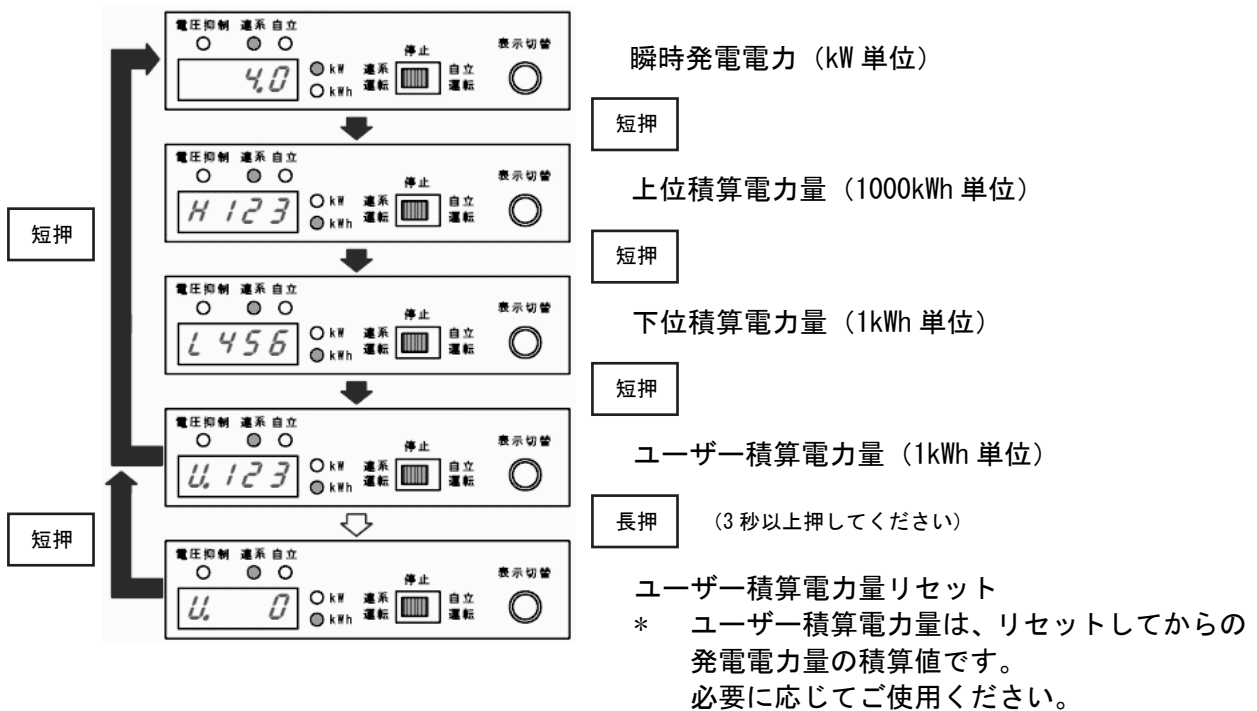 電圧抑制 連系 自立
停止
表示切替
4.0
kW
kWh
連系運転
自立運転
瞬時発電電力（kW 単位）
短押
電圧抑制 連系 自立
停止
表示切替
H 123
kW
kWh
連系運転
自立運転
上位積算電力量（1000kWh 単位）
短押
短押
電圧抑制 連系 自立
停止
表示切替
L 456
kW
kWh
連系運転
自立運転
下位積算電力量（1kWh 単位）
短押
電圧抑制 連系 自立
停止
表示切替
U. 123
kW
kWh
連系運転
自立運転
ユーザー積算電力量（1kWh 単位）
長押 （3 秒以上押してください）
短押
電圧抑制 連系 自立
停止
表示切替
U. 0
kW
kWh
連系運転
自立運転
ユーザー積算電力量リセット
* ユーザー積算電力量は、リセットしてからの
発電電力量の積算値です。
必要に応じてご使用ください。